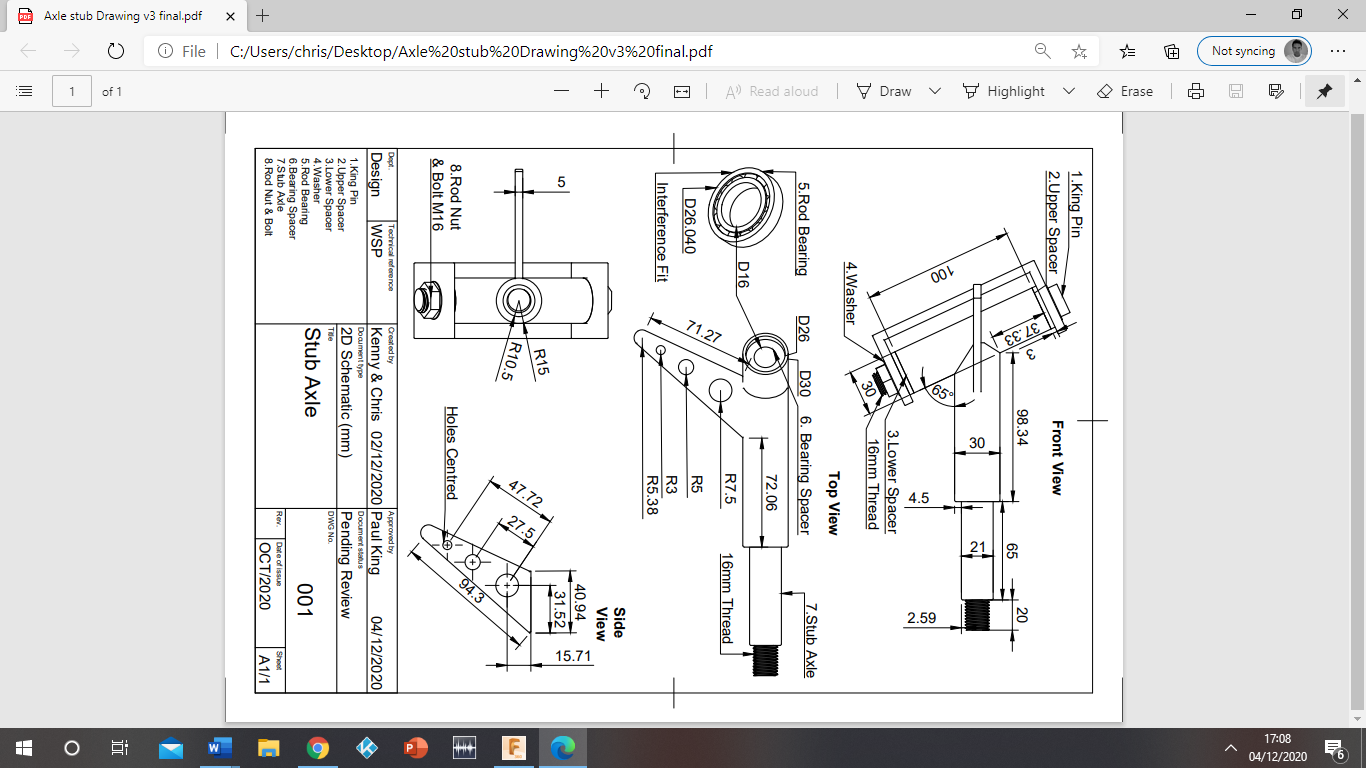 Axle stub Drawing v3 final.pdf
File
C:/Users/chris/Desktop/Axle%20stub%20Drawing%20v3%20final.pdf
Not syncing
1
of 1
Read aloud
Draw
Highlight
Erase
1.King Pin
2.Upper Spacer
100
37.33
3
4.Washer
30
65°
98.34
30
4.5
65
21
20
2.59
Front View
3.Lower Spacer
16mm Thread
5.Rod Bearing
D16
D26.040
Interference Fit
D26
D30
6. Bearing Spacer
71.27
R7.5
R5
R3
R5.38
72.06
Top View
16mm Thread
7.Stub Axle
5
8.Rod Nut
& Bolt M16
R15
R10.5
Holes Centred
47.72
27.5
94.3
40.94
31.52
15.71
Side
View
Dept.
Design
Technical reference
WSP
Created by
Kenny & Chris 02/12/2020
Approved by
Paul King 04/12/2020
Document type
2D Schematic (mm)
Document status
Pending Review
Title
Stub Axle
DWG No.
001
Rev.
Date of issue
OCT/2020
Sheet
A1/1
1.King Pin
2.Upper Spacer
3.Lower Spacer
4.Washer
5.Rod Bearing
6.Bearing Spacer
7.Stub Axle
8.Rod Nut & Bolt
17:08
04/12/2020
6